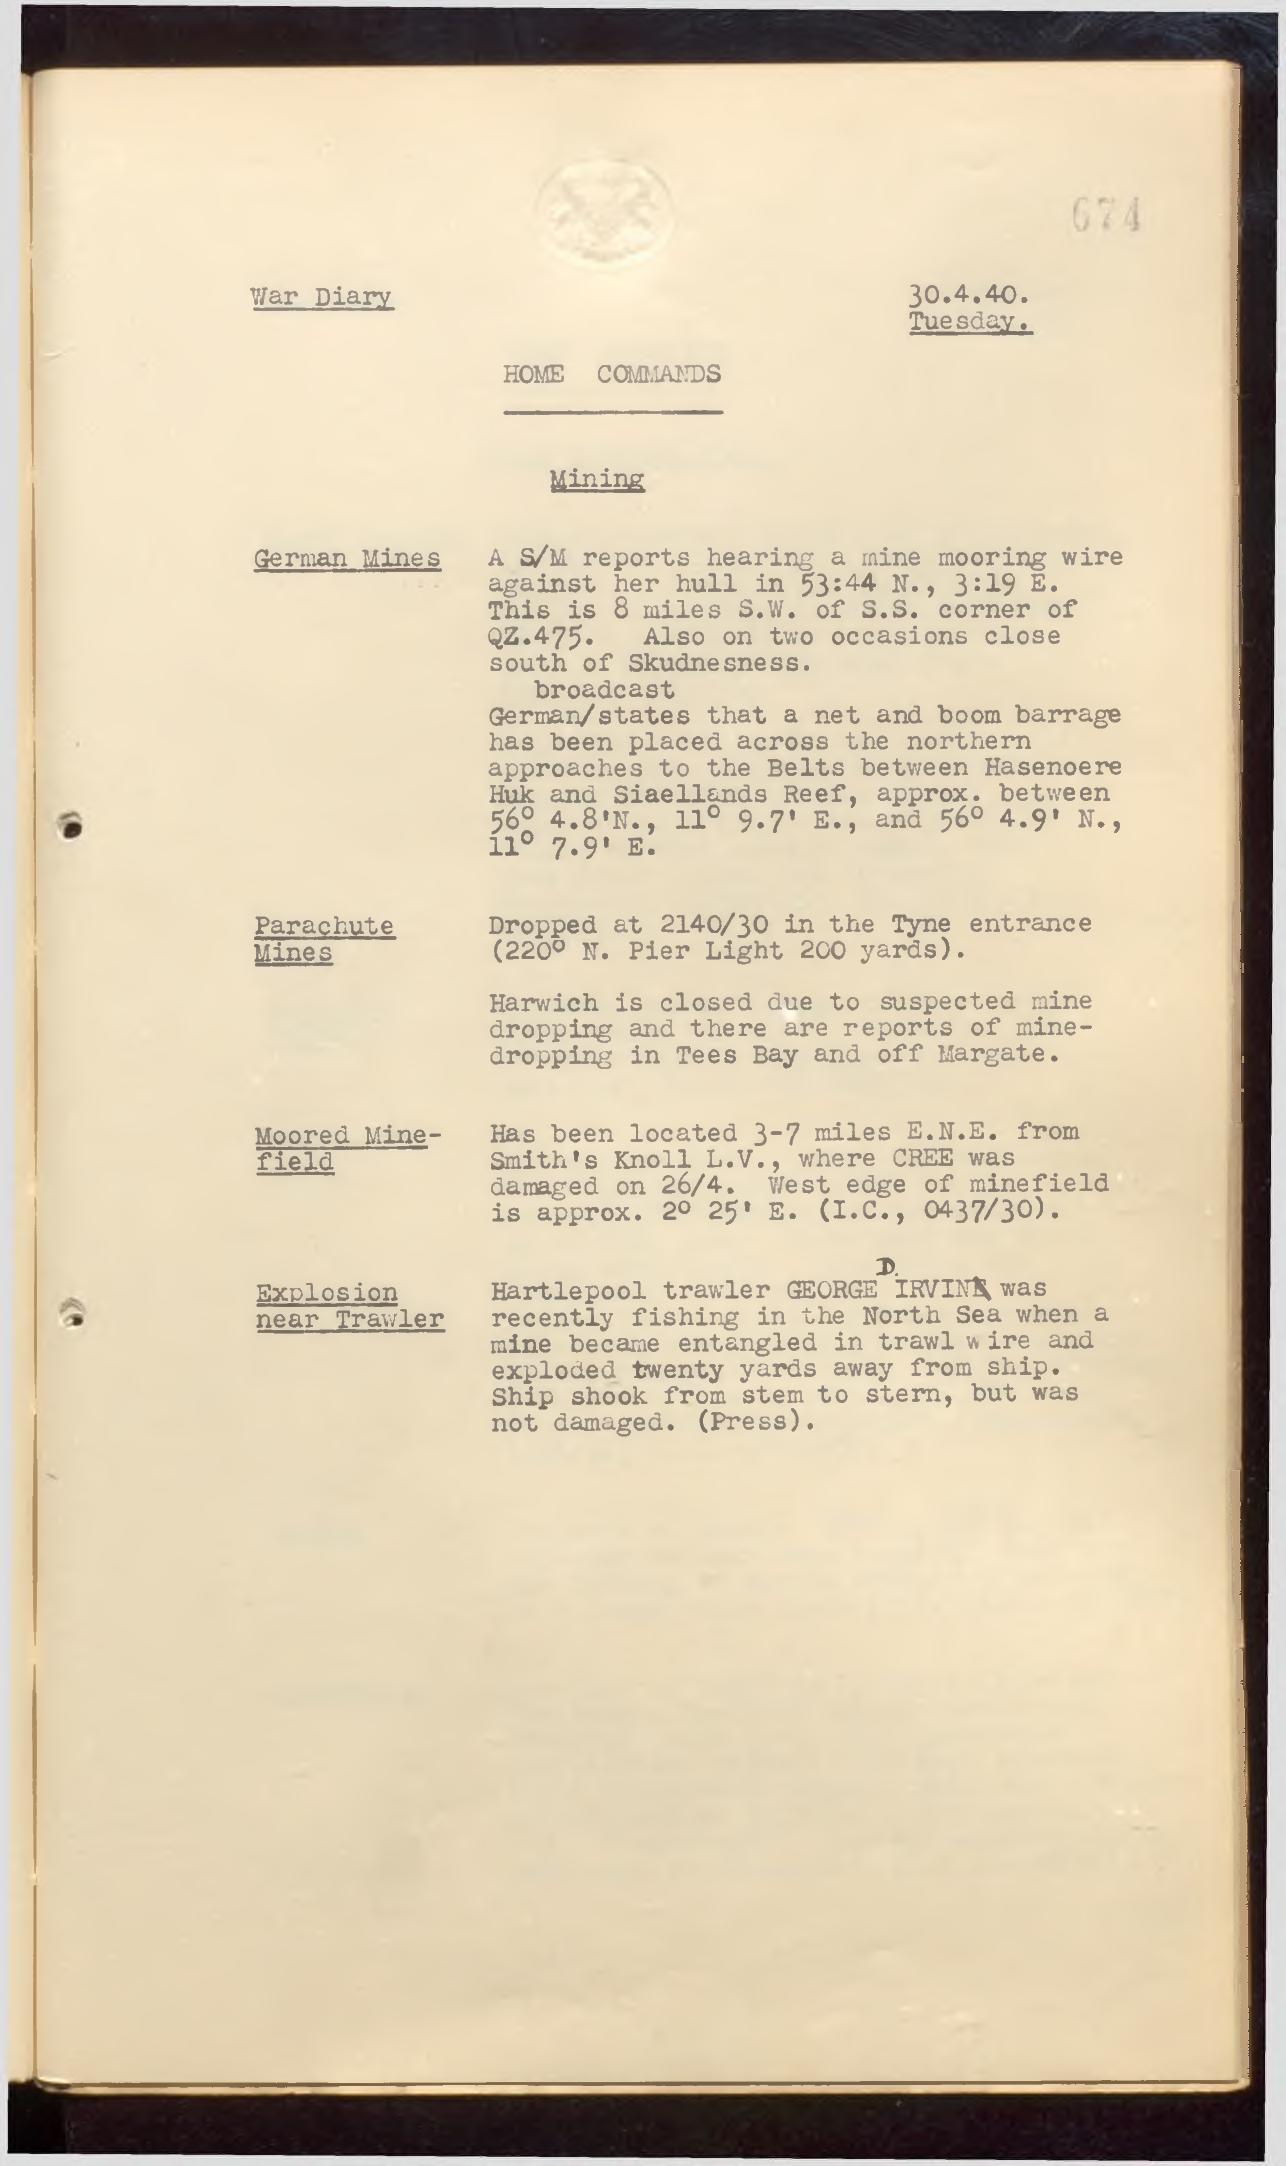 674
War Diary
30.4.40.
Tuesday.
HOME COMMANDS
Mining
German Mines
A S/M reports hearing a mine mooring wire
against her hull in 53:44 N., 3:19 E.
This is 8 miles S.W. of S.S. corner of
QZ.475. Also on two occasions close
south of Skudnesness.
broadcast
German/states that a net and boom barrage
has been placed across the northern
approaches to the Belts between Hasenoere
Huk and Siaellands Reef, approx. between
56° 4.8'N., 11° 9.7' E., and 56° 4.9' N.,
11° 7.9' E.
Parachute
Mines
Dropped at 2140/30 in the Tyne entrance
(220° N. Pier Light 200 yards).
Harwich is closed due to suspected mine
dropping and there are reports of mine-
dropping in Tees Bay and off Margate.
Moored Mine-
field
Has been located 3-7 miles E.N.E. from
Smith's Knoll L.V., where CREE was
damaged on 26/4. West edge of minefield
is approx. 2° 25' E. (I.C., 0437/30).
Explosion
near Trawler
D.
Hartlepool trawler GEORGE IRVIN was
recently fishing in the North Sea when a
mine became entangled in trawl wire and
exploded twenty yards away from ship.
Ship shook from stem to stern, but was
not damaged. (Press).